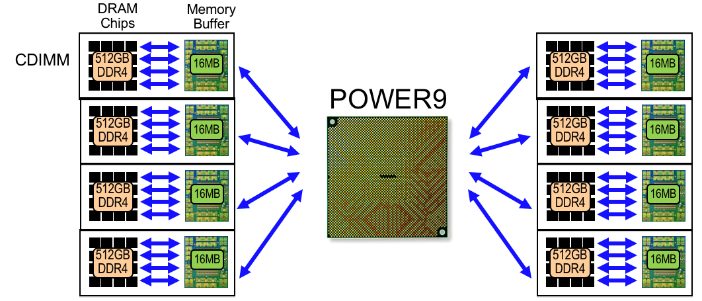 DRAM
Chips
Memory
Buffer
CDIMM
512GB
DDR4
16MB
512GB
DDR4
16MB
512GB
DDR4
16MB
512GB
DDR4
16MB
POWER9
512GB
DDR4
16MB
512GB
DDR4
16MB
512GB
DDR4
16MB
512GB
DDR4
16MB